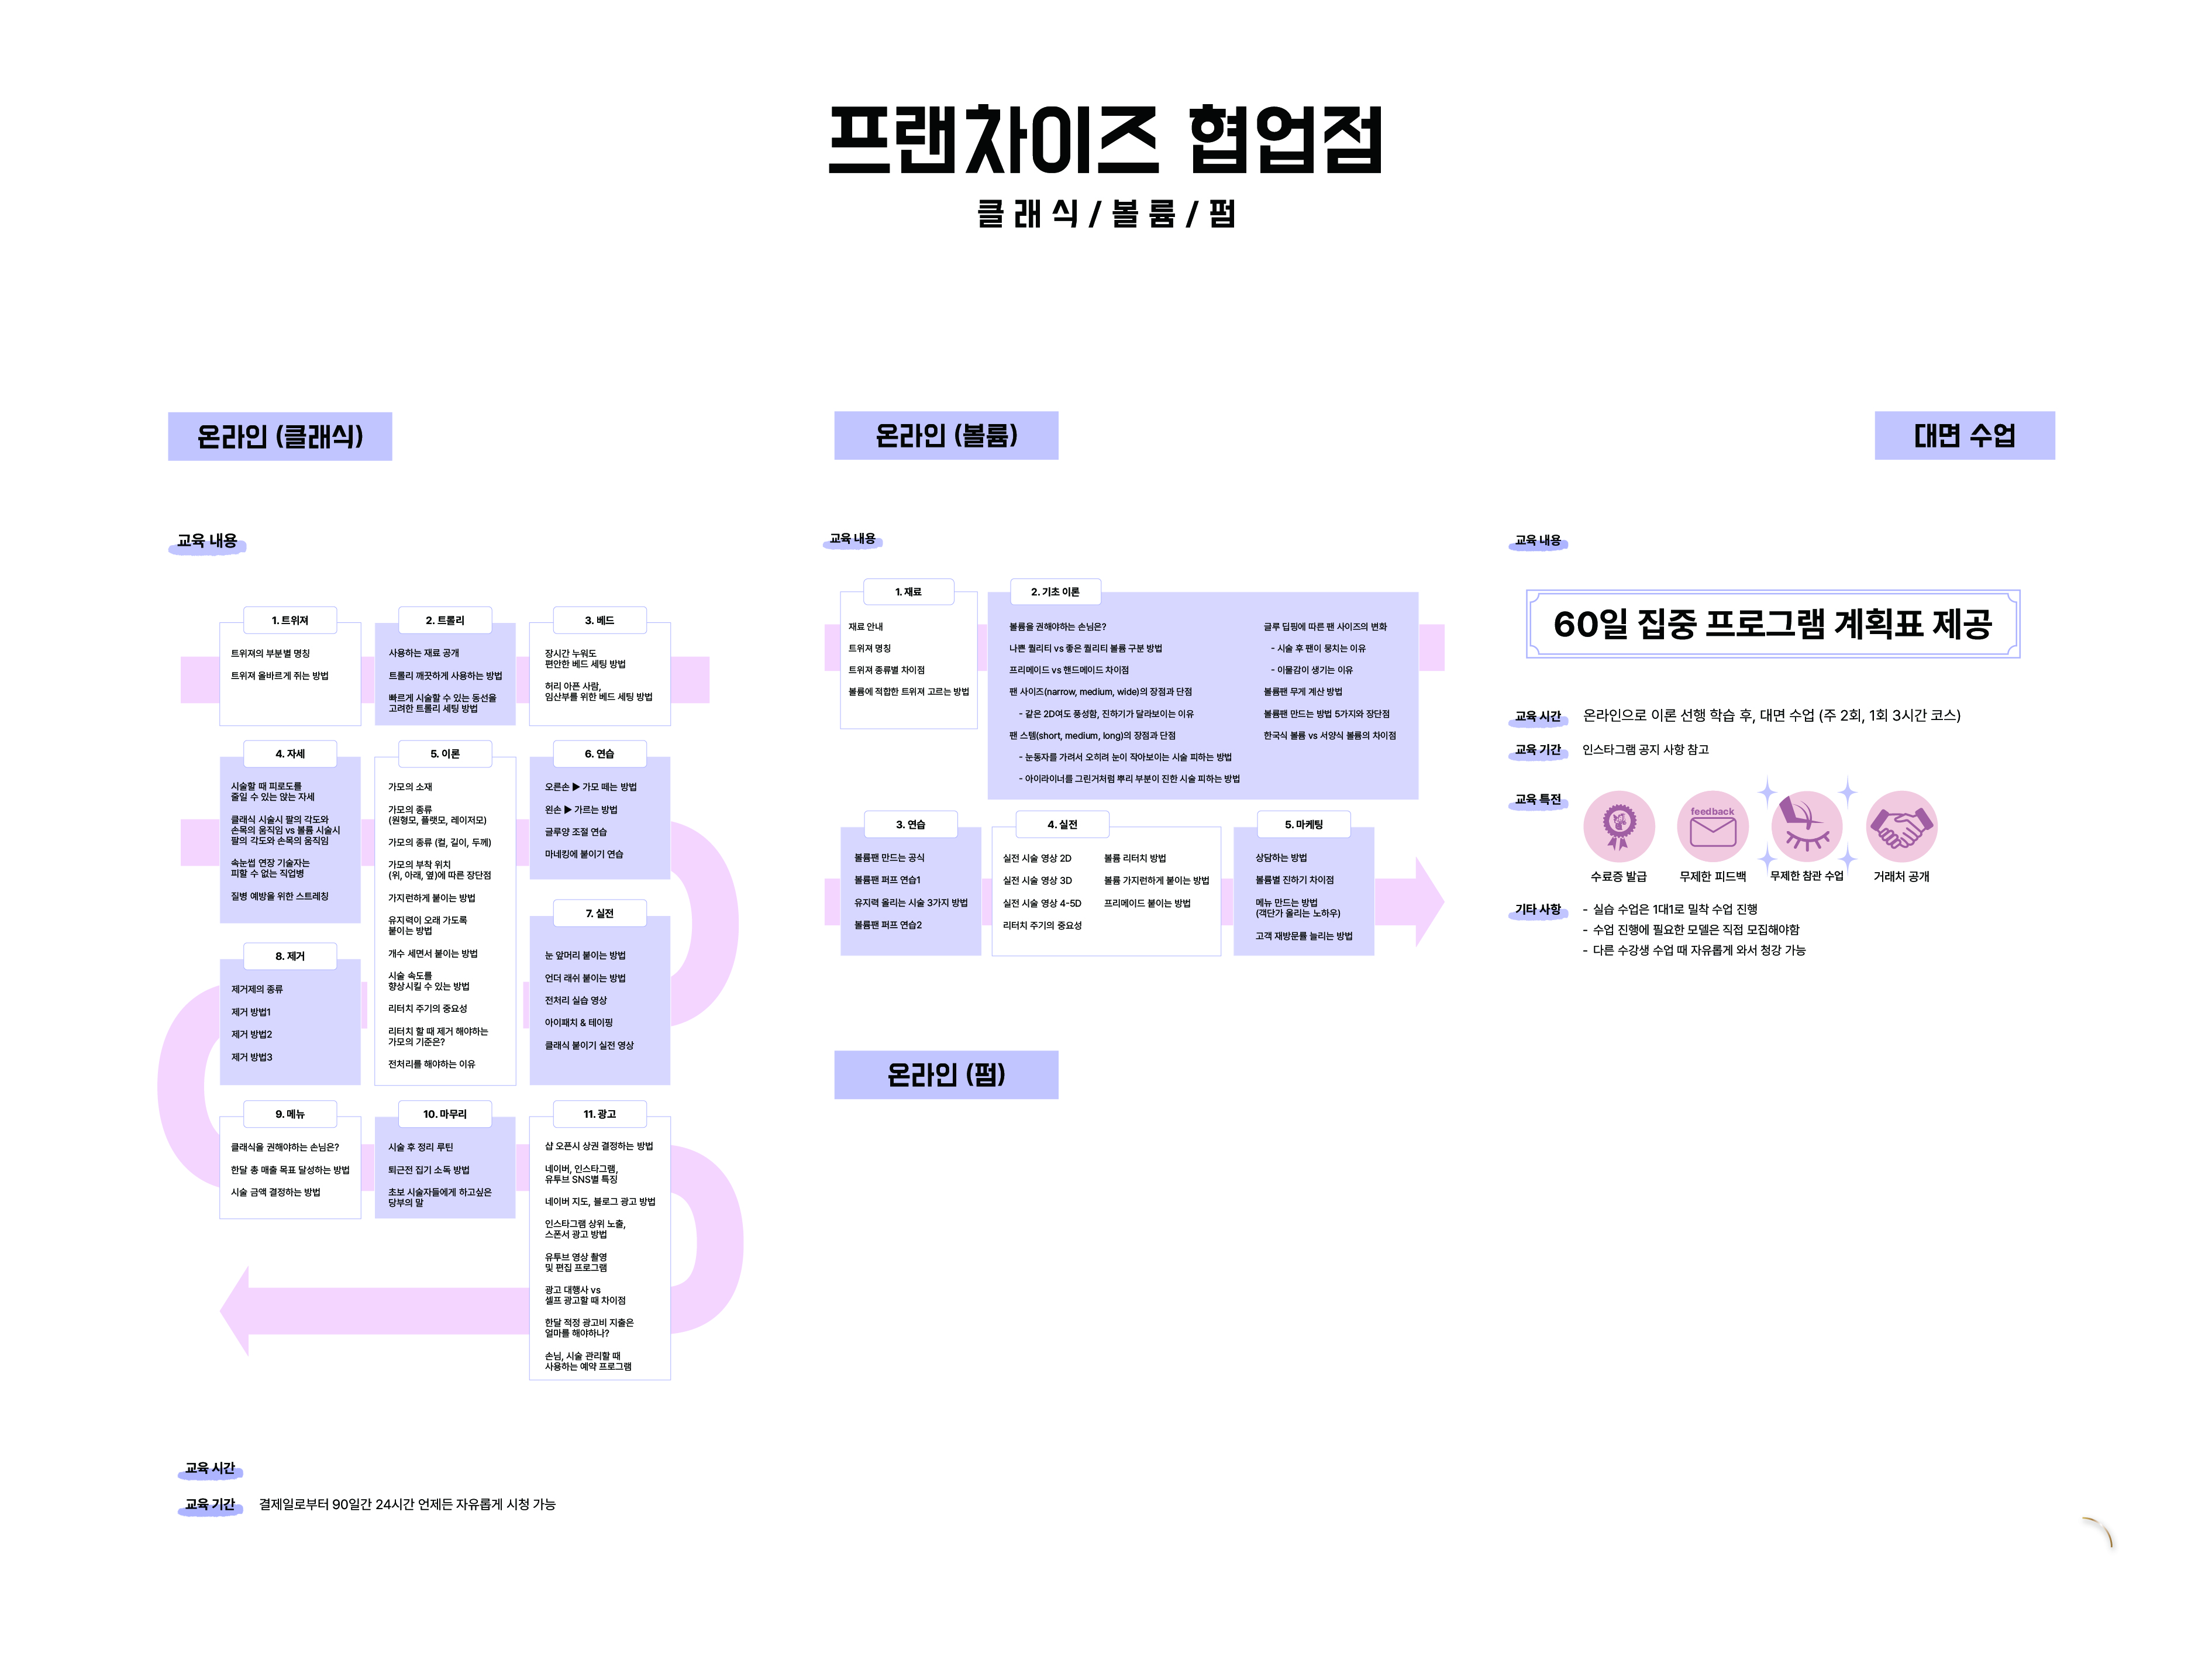 프랜차이즈 협업점
클래식/볼륨/펌
온라인 (클래식)
교육 내용
1. 트위져
트위져의 부분별 명칭
트위져 올바르게 쥐는 방법
2. 트롤리
사용하는 재료 공개
트롤리 깨끗하게 사용하는 방법
빠르게 시술할 수 있는 동선을
고려한 트롤리 세팅 방법
3. 베드
장시간 누워도
편안한 베드 세팅 방법
허리 아픈 사람,
임산부를 위한 베드 세팅 방법
4. 자세
시술할 때 피로도를
줄일 수 있는 앉는 자세
클래식 시술시 팔의 각도와
손목의 움직임 vs 볼륨 시술시
팔의 각도와 손목의 움직임
속눈썹 연장 기술자는
피할 수 없는 직업병
질병 예방을 위한 스트레칭
5. 이론
가모의 소재
가모의 종류
(원형모, 플랫모, 레이저모)
가모의 종류 (컬, 길이, 두께)
가모의 부착 위치
(위, 아래, 옆)에 따른 장단점
가지런하게 붙이는 방법
유지력이 오래 가도록
붙이는 방법
개수 세면서 붙이는 방법
시술 속도를
향상시킬 수 있는 방법
리터치 주기의 중요성
리터치 할 때 제거 해야하는
가모의 기준은?
전처리를 해야하는 이유
6. 연습
오른손 ▶ 가모 떼는 방법
왼손 ▶ 가르는 방법
글루양 조절 연습
마네킹에 붙이기 연습
7. 실전
눈 앞머리 붙이는 방법
언더 래쉬 붙이는 방법
전처리 실습 영상
아이패치 & 테이핑
클래식 붙이기 실전 영상
8. 제거
제거제의 종류
제거 방법1
제거 방법2
제거 방법3
9. 메뉴
클래식을 권해야하는 손님은?
한달 총 매출 목표 달성하는 방법
시술 금액 결정하는 방법
10. 마무리
시술 후 정리 루틴
퇴근전 집기 소독 방법
초보 시술자들에게 하고싶은
당부의 말
11. 광고
샵 오픈시 상권 결정하는 방법
네이버, 인스타그램,
유투브 SNS별 특징
네이버 지도, 블로그 광고 방법
인스타그램 상위 노출,
스폰서 광고 방법
유투브 영상 촬영
및 편집 프로그램
광고 대행사 vs
셀프 광고할 때 차이점
한달 적정 광고비 지출은
얼마를 해야하나?
손님, 시술 관리할 때
사용하는 예약 프로그램
교육 시간
교육 기간 결제일로부터 90일간 24시간 언제든 자유롭게 시청 가능
온라인 (볼륨)
교육 내용
1. 재료
재료 안내
트위져 명칭
트위져 종류별 차이점
볼륨에 적합한 트위져 고르는 방법
2. 기초 이론
볼륨을 권해야하는 손님은?
나쁜 퀄리티 vs 좋은 퀄리티 볼륨 구분 방법
프리메이드 vs 핸드메이드 차이점
팬 사이즈(narrow, medium, wide)의 장점과 단점
- 같은 2D여도 풍성함, 진하기가 달라보이는 이유
팬 스템(short, medium, long)의 장점과 단점
- 눈동자를 가려서 오히려 눈이 작아보이는 시술 피하는 방법
- 아이라이너를 그린거처럼 뿌리 부분이 진한 시술 피하는 방법
글루 딥핑에 따른 팬 사이즈의 변화
- 시술 후 팬이 뭉치는 이유
- 이물감이 생기는 이유
볼륨팬 무게 계산 방법
볼륨팬 만드는 방법 5가지와 장단점
한국식 볼륨 vs 서양식 볼륨의 차이점
3. 연습
볼륨팬 만드는 공식
볼륨팬 퍼프 연습1
유지력 올리는 시술 3가지 방법
볼륨팬 퍼프 연습2
4. 실전
실전 시술 영상 2D
실전 시술 영상 3D
실전 시술 영상 4-5D
리터치 주기의 중요성
볼륨 리터치 방법
볼륨 가지런하게 붙이는 방법
프리메이드 붙이는 방법
5. 마케팅
상담하는 방법
볼륨별 진하기 차이점
메뉴 만드는 방법
(객단가 올리는 노하우)
고객 재방문률 늘리는 방법
온라인 (펌)
대면 수업
교육 내용
60일 집중 프로그램 계획표 제공
교육 시간 온라인으로 이론 선행 학습 후, 대면 수업 (주 2회, 1회 3시간 코스)
교육 기간 인스타그램 공지 사항 참고
교육 특전
feedback
수료증 발급
무제한 피드백
무제한 참관 수업
거래처 공개
기타 사항
- 실습 수업은 1대1로 밀착 수업 진행
- 수업 진행에 필요한 모델은 직접 모집해야함
- 다른 수강생 수업 때 자유롭게 와서 청강 가능